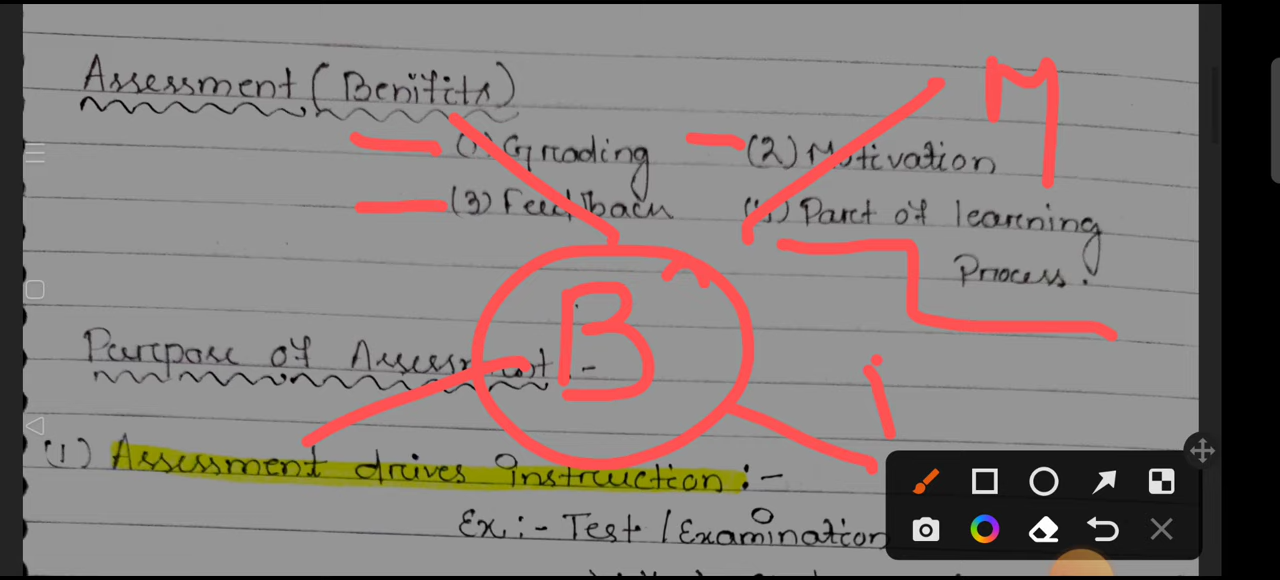 Assessment (Benifits)
(1) Grading (2) Motivation
(3) Feedback (4) Part of learning
Process.
Purpose of Assessment :-
(1) Assessment drives instruction :-
Ex :- Test / Examination
M
B
i